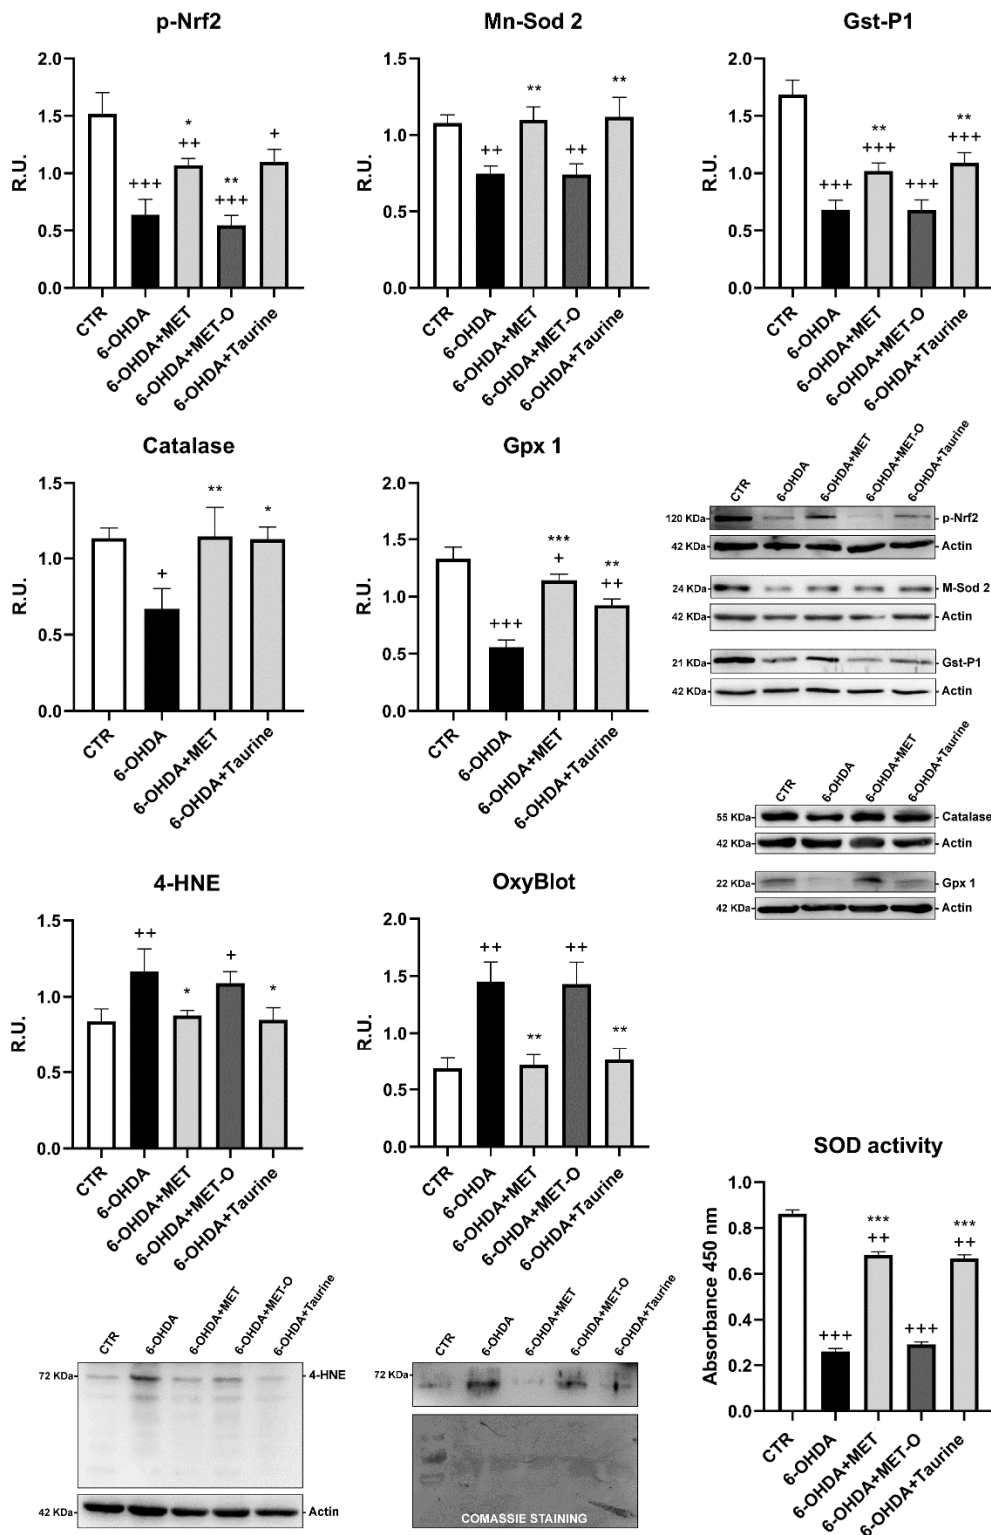 p-Nrf2
R.U.
2.0
1.5
1.0
0.5
0.0
+++
*
++
**
+++
+
CTR
6-OHDA
6-OHDA+MET
6-OHDA+MET-O
6-OHDA+Taurine
Mn-Sod 2
R.U.
1.5
1.0
0.5
0.0
++
**
++
**
CTR
6-OHDA
6-OHDA+MET
6-OHDA+MET-O
6-OHDA+Taurine
Gst-P1
R.U.
2.0
1.5
1.0
0.5
0.0
+++
**
+++
+++
**
+++
CTR
6-OHDA
6-OHDA+MET
6-OHDA+MET-O
6-OHDA+Taurine
Catalase
R.U.
1.5
1.0
0.5
0.0
+
**
*
CTR
6-OHDA
6-OHDA+MET
6-OHDA+Taurine
Gpx 1
R.U.
2.0
1.5
1.0
0.5
0.0
+++
***
+
**
++
CTR
6-OHDA
6-OHDA+MET
6-OHDA+Taurine
CTR
6-OHDA
6-OHDA+MET
6-OHDA+MET-O
6-OHDA+Taurine
120 KDa
p-Nrf2
42 KDa
Actin
24 KDa
M-Sod 2
42 KDa
Actin
21 KDa
Gst-P1
42 KDa
Actin
CTR
6-OHDA
6-OHDA+MET
6-OHDA+Taurine
55 KDa
Catalase
42 KDa
Actin
22 KDa
Gpx 1
42 KDa
Actin
4-HNE
R.U.
1.5
1.0
0.5
0.0
++
*
+
*
CTR
6-OHDA
6-OHDA+MET
6-OHDA+MET-O
6-OHDA+Taurine
OxyBlot
R.U.
2.0
1.5
1.0
0.5
0.0
++
**
++
**
CTR
6-OHDA
6-OHDA+MET
6-OHDA+MET-O
6-OHDA+Taurine
SOD activity
Absorbance 450 nm
1.0
0.8
0.6
0.4
0.2
0.0
+++
***
++
+++
***
++
CTR
6-OHDA
6-OHDA+MET
6-OHDA+MET-O
6-OHDA+Taurine
CTR
6-OHDA
6-OHDA+MET
6-OHDA+MET-O
6-OHDA+Taurine
72 KDa
4-HNE
42 KDa
Actin
CTR
6-OHDA
6-OHDA+MET
6-OHDA+MET-O
6-OHDA+Taurine
72 KDa
COMASSIE STAINING